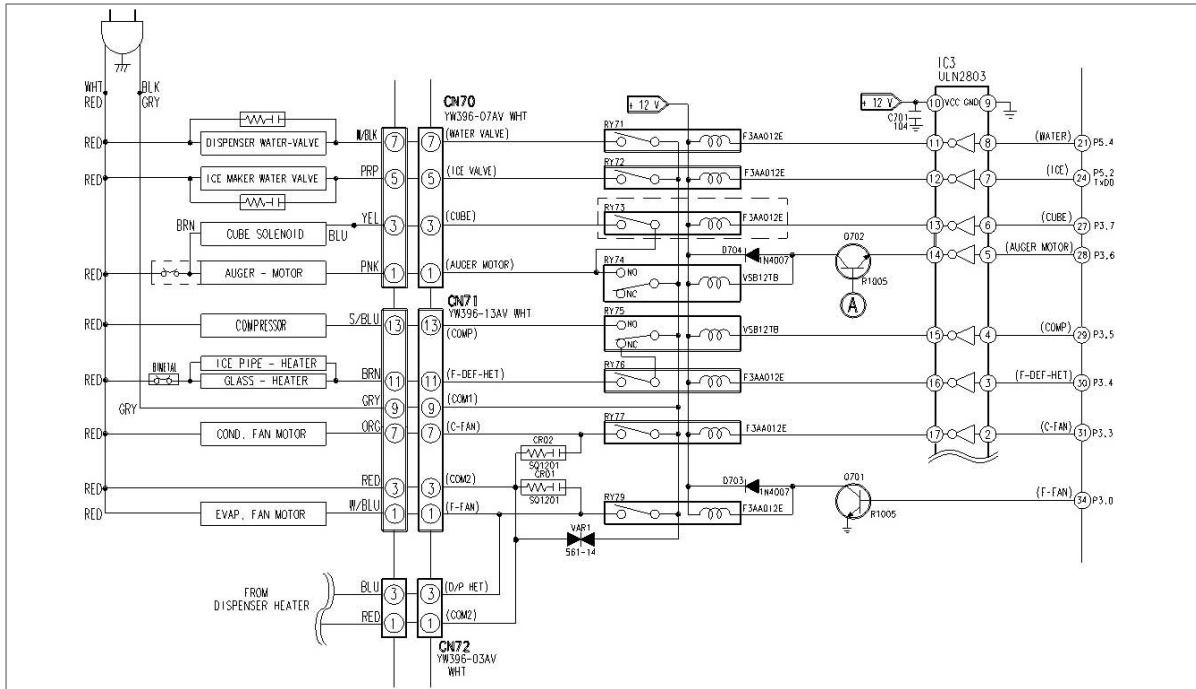 WHT BLK
RED GRY
CN70
YW396-07AV WHT
+ 12 V
IC3
ULN2803
+ 12 V
10 VCC GND 9
C701
104
RED DISPENSER WATER-VALVE W/BLK 7 7 (WATER VALVE) RY71 F3AA012E 11 8 (WATER) 21 P5.4
RED ICE MAKER WATER VALVE PRP 5 5 (ICE VALVE) RY72 F3AA012E 12 7 (ICE) 24 P5.2
TxD0
BRN CUBE SOLENOID BLU YEL 3 3 (CUBE) RY73 F3AA012E 13 6 (CUBE) 27 P3.7
D704 1N4007 Q702 R1005 A 14 5 (AUGER MOTOR) 28 P3.6
RED AUGER - MOTOR PNK 1 1 (AUGER MOTOR) RY74 NO NC VSB12TB
CN71
YW396-13AV WHT
RED COMPRESSOR S/BLU 13 13 (COMP) RY75 NO NC VSB12TB 15 4 (COMP) 29 P3.5
BIMETAL ICE PIPE - HEATER
RED GLASS - HEATER BRN 11 11 (F-DEF-HET) RY76 F3AA012E 16 3 (F-DEF-HET) 30 P3.4
GRY GRY 9 9 (COM1)
RED COND. FAN MOTOR ORG 7 7 (C-FAN) RY77 F3AA012E 17 2 (C-FAN) 31 P3.3
CR02
SQ1201
CR01
SQ1201
RED RED 3 3 (COM2) D703 1N4007 Q701 R1005 (F-FAN) 34 P3.0
RED EVAP. FAN MOTOR W/BLU 1 1 (F-FAN) RY79 F3AA012E
VAR1
561-14
FROM
DISPENSER HEATER
BLU 3 3 (D/P HET)
RED 1 1 (COM2)
CN72
YW396-03AV
WHT